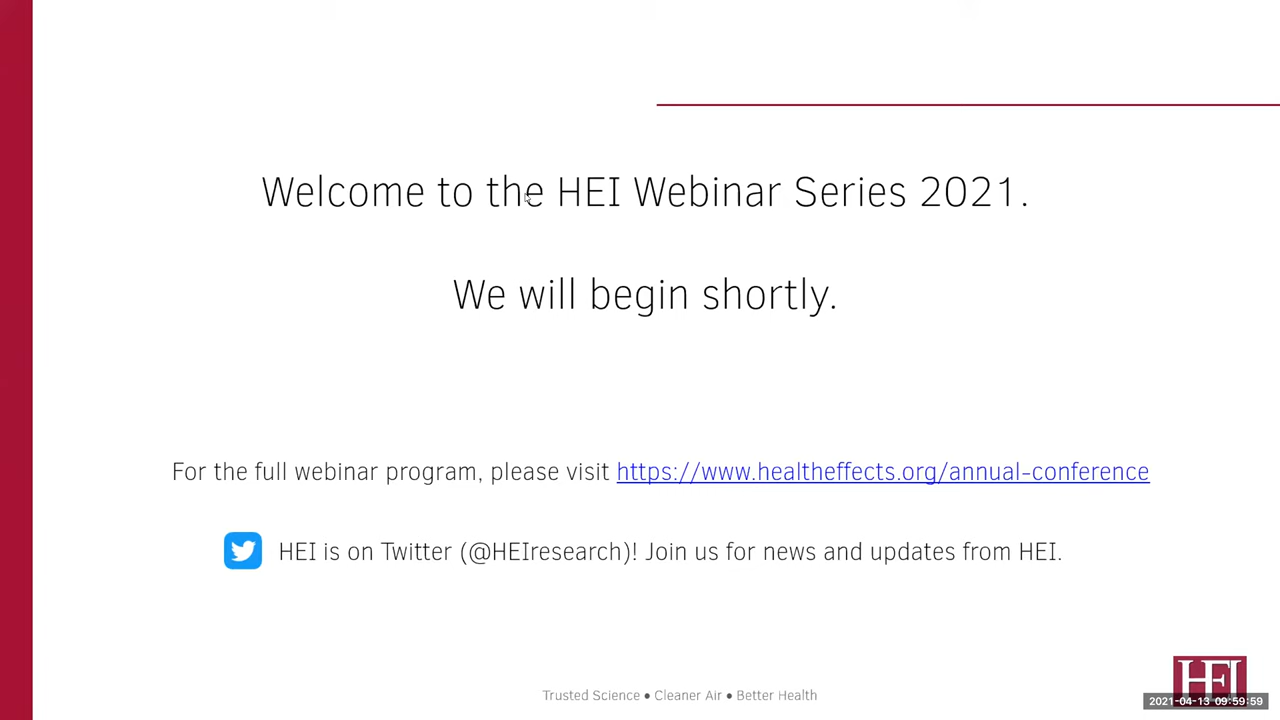 Welcome to the HEI Webinar Series 2021.
We will begin shortly.
For the full webinar program, please visit https://www.healtheffects.org/annual-conference
HEI is on Twitter (@HEIresearch)! Join us for news and updates from HEI.
Trusted Science • Cleaner Air • Better Health
HEI
2021-04-13 09:59:59